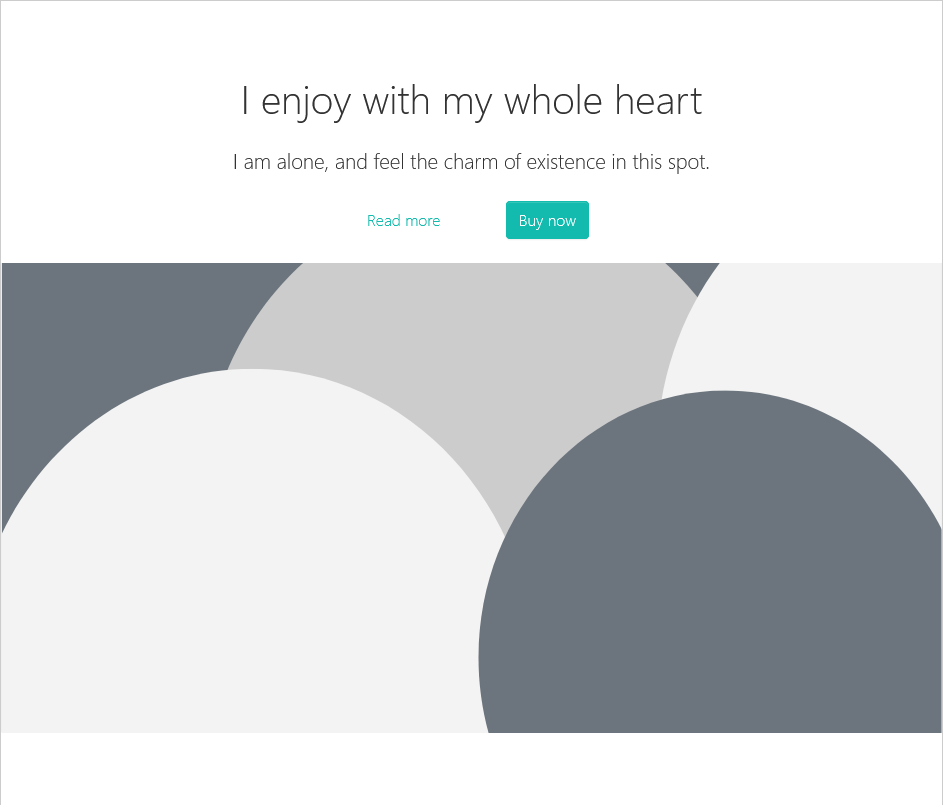 I enjoy with my whole heart
I am alone, and feel the charm of existence in this spot.
Read more
Buy now